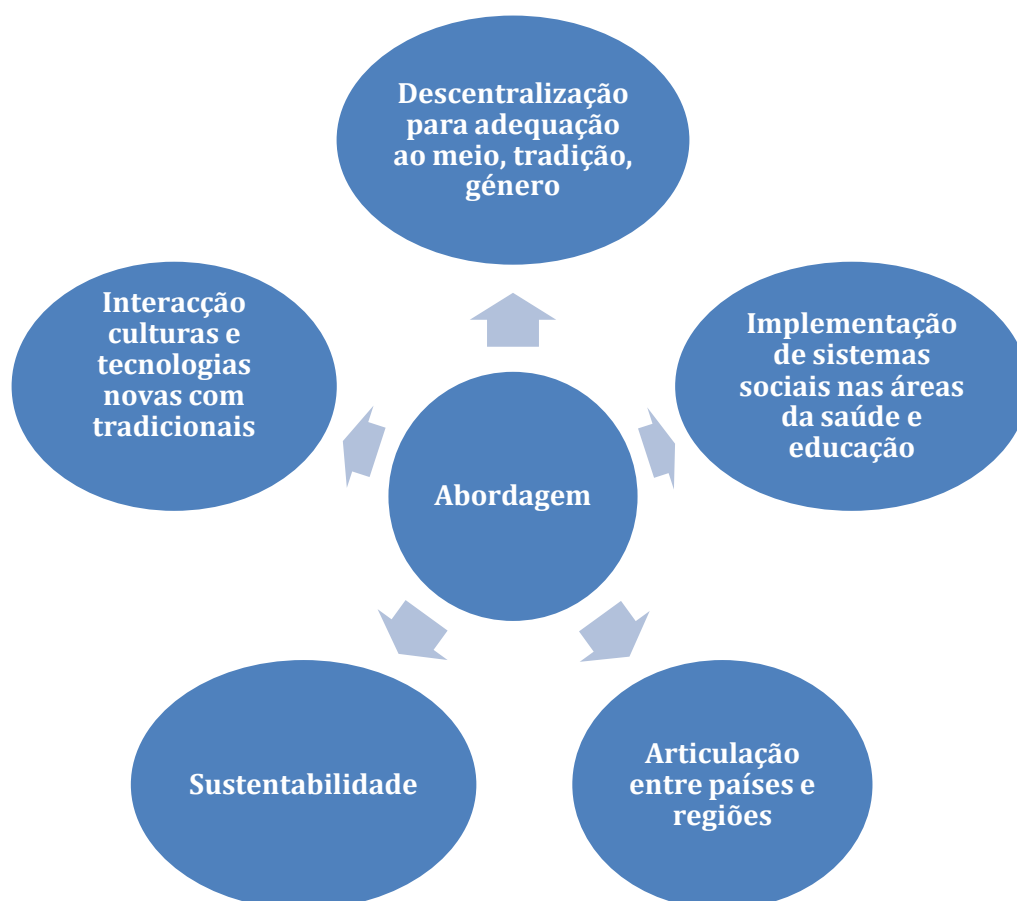 Descentralização
para adequação
ao meio, tradição,
género
Interacção
culturas e
tecnologias
novas com
tradicionais
Implementação
de sistemas
sociais nas áreas
da saúde e
educação
Abordagem
Sustentabilidade
Articulação
entre países e
regiões